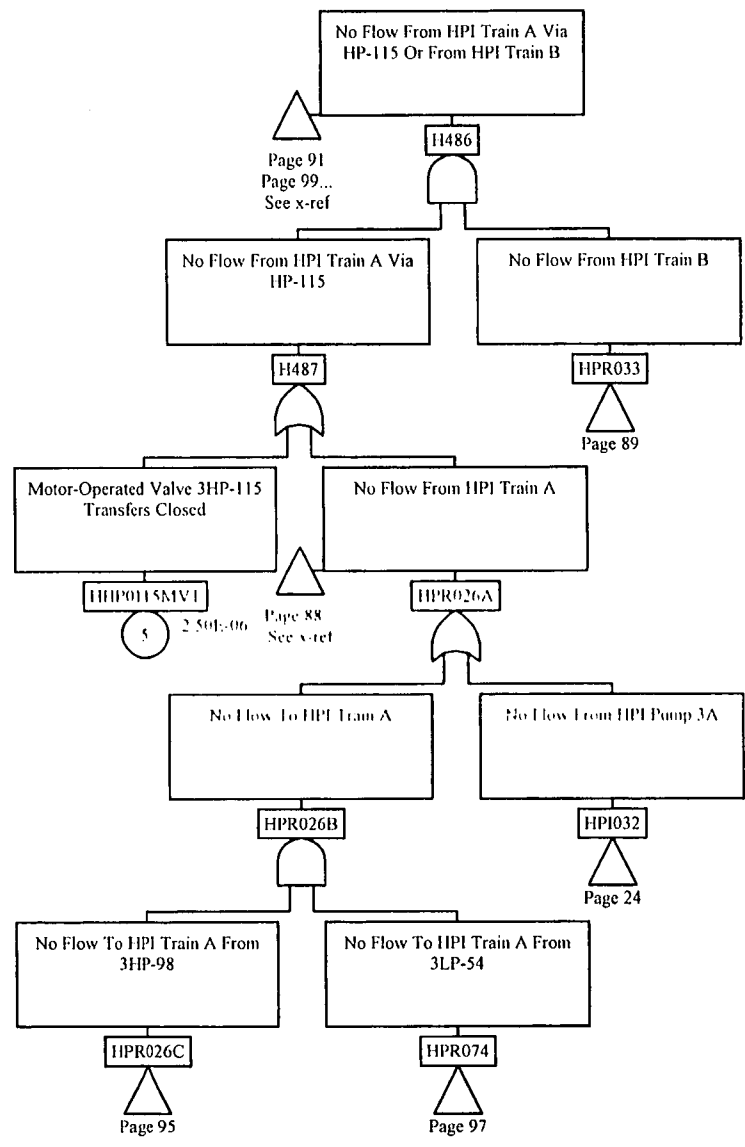 No Flow From HPI Train A Via
HP-115 Or From HPI Train B
H486
Page 91
Page 99...
See x-ref
No Flow From HPI Train A Via
HP-115
No Flow From HPI Train B
H487
HPR033
Page 89
Motor-Operated Valve 3HP-115
Transfers Closed
No Flow From HPI Train A
HHP0115MVT
5
2.50E-06
Page 88
See x-ref
HPR026A
No Flow To HPI Train A
No Flow From HPI Pump 3A
HPR026B
HPI032
Page 24
No Flow To HPI Train A From
3HP-98
No Flow To HPI Train A From
3LP-54
HPR026C
HPR074
Page 95
Page 97